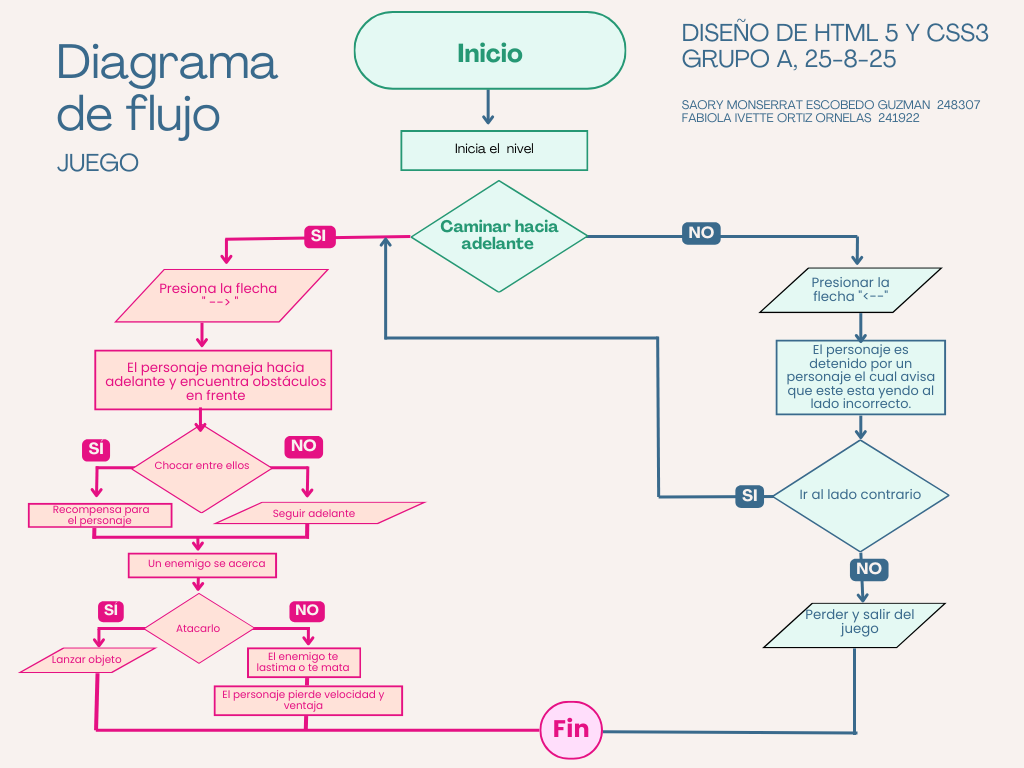 Diagrama
de flujo
JUEGO
Inicio
DISEÑO DE HTML 5 Y CSS3
GRUPO A, 25-8-25
SAORY MONSERRAT ESCOBEDO GUZMAN 248307
FABIOLA IVETTE ORTIZ ORNELAS 241922
Inicia el nivel
Caminar hacia
adelante
SI
NO
Presiona la flecha
" --> "
El personaje maneja hacia
adelante y encuentra obstáculos
en frente
Chocar entre ellos
SI
NO
Recompensa para
el personaje
Seguir adelante
Un enemigo se acerca
Atacarlo
SI
NO
Lanzar objeto
El enemigo te
lastima o te mata
El personaje pierde velocidad y
ventaja
Presionar la
flecha "<--"
El personaje es
detenido por un
personaje el cual avisa
que este esta yendo al
lado incorrecto.
Ir al lado contrario
SI
NO
Perder y salir del
juego
Fin